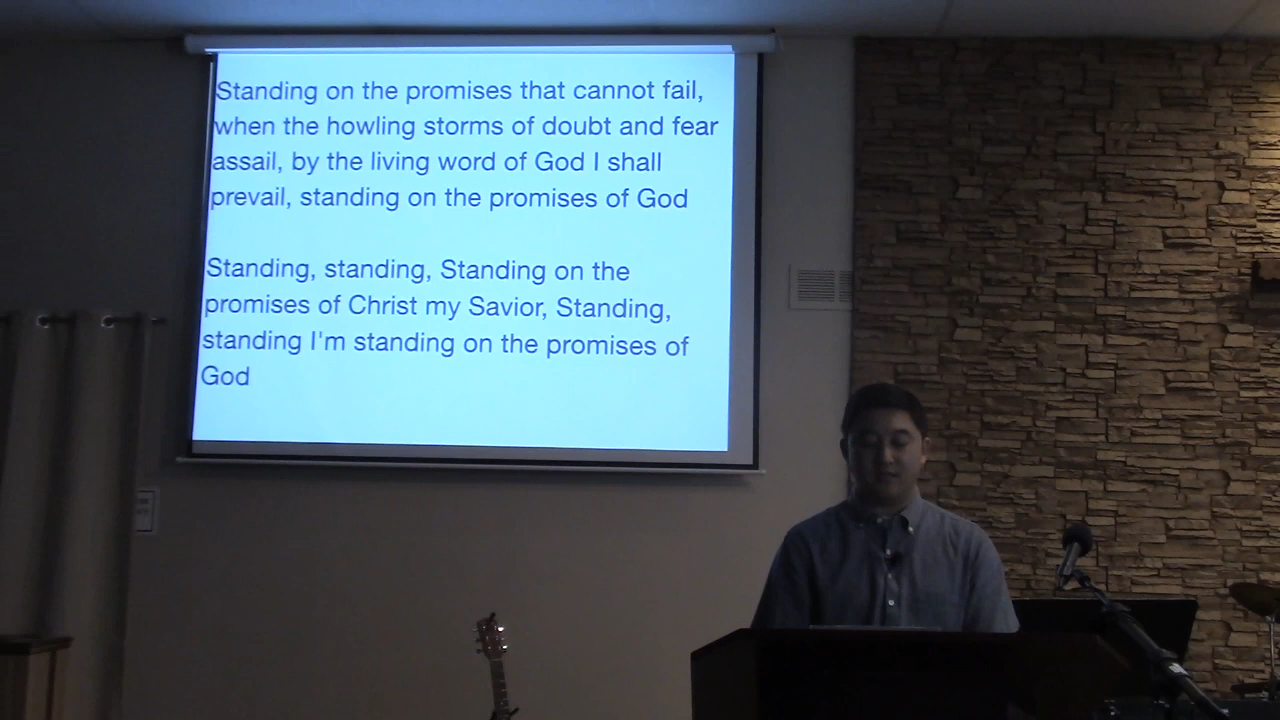 Standing on the promises that cannot fail,
when the howling storms of doubt and fear
assail, by the living word of God I shall
prevail, standing on the promises of God
Standing, standing, Standing on the
promises of Christ my Savior, Standing,
standing I'm standing on the promises of
God